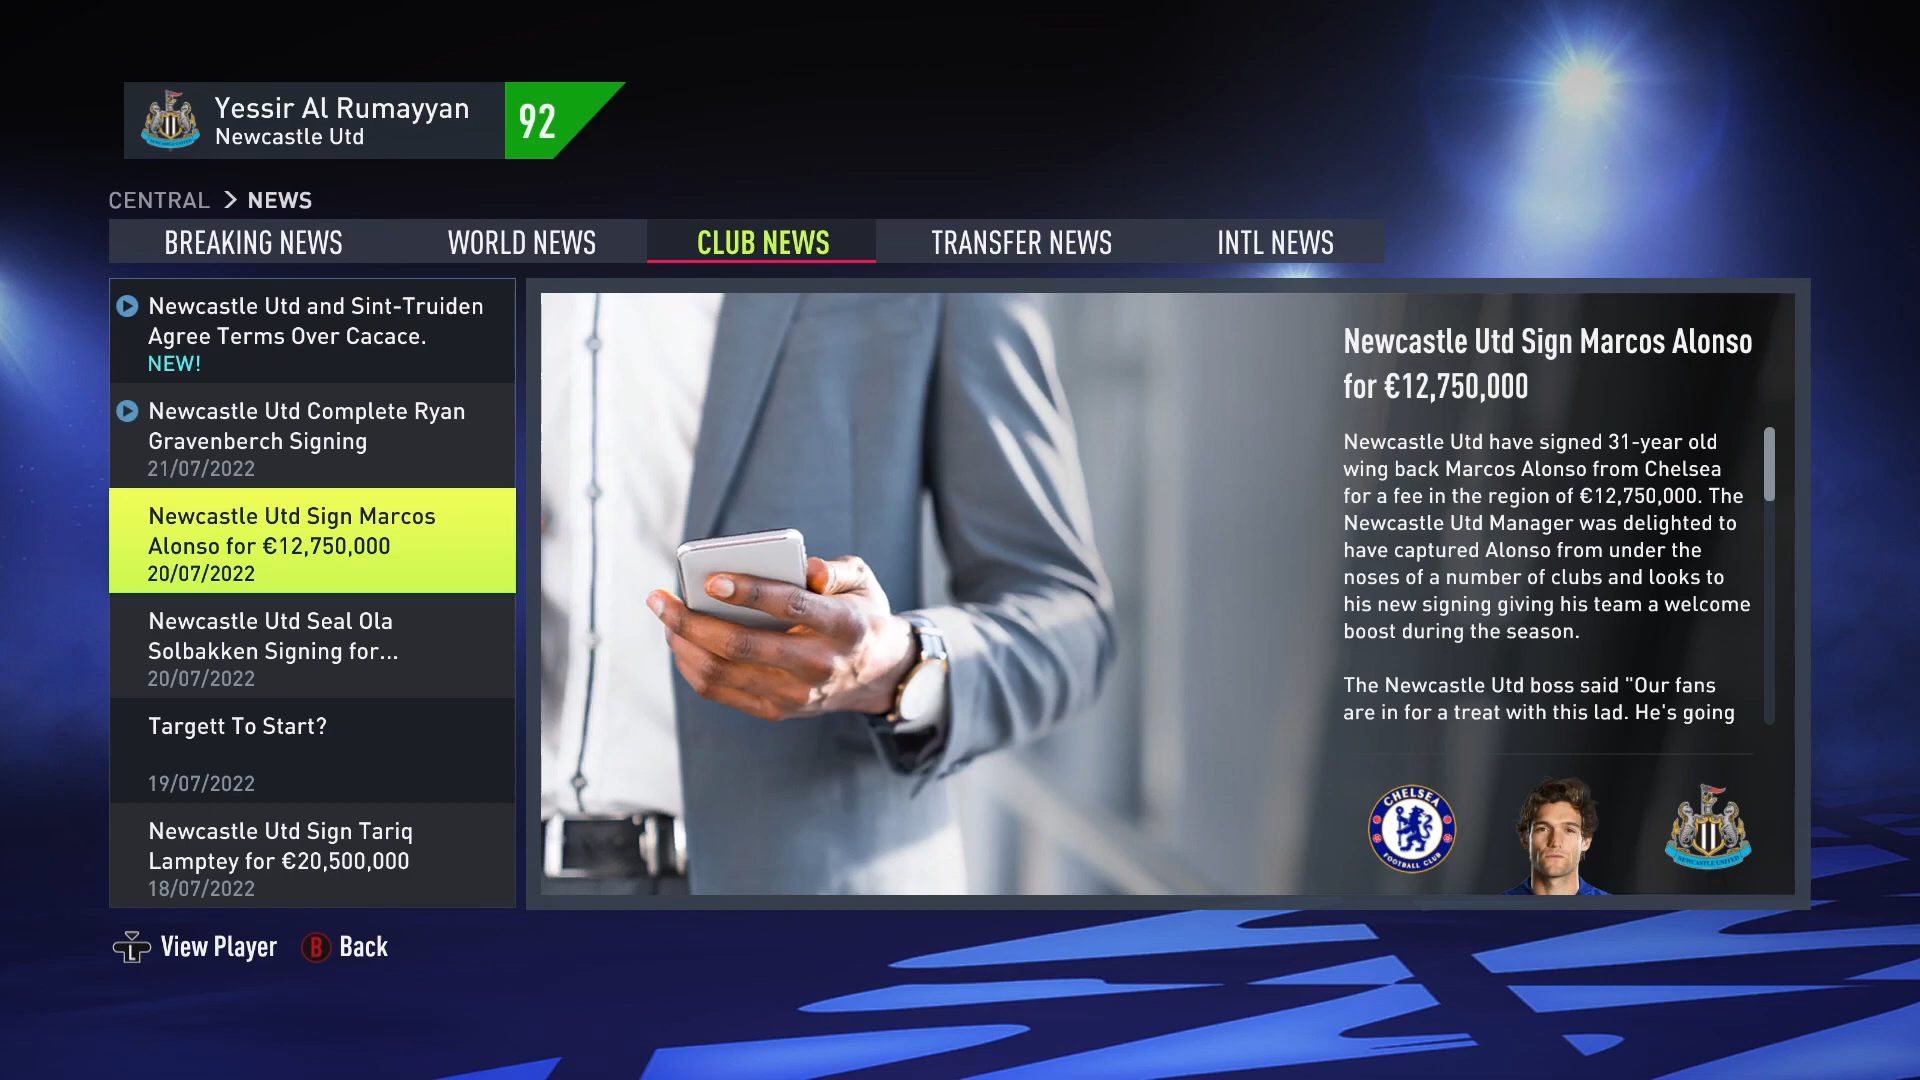 Yessir Al Rumayyan
Newcastle Utd
92
CENTRAL > NEWS
BREAKING NEWS
WORLD NEWS
CLUB NEWS
TRANSFER NEWS
INTL NEWS
Newcastle Utd and Sint-Truiden
Agree Terms Over Cacace.
NEW!
Newcastle Utd Complete Ryan
Gravenberch Signing
21/07/2022
Newcastle Utd Sign Marcos
Alonso for €12,750,000
20/07/2022
Newcastle Utd Seal Ola
Solbakken Signing for...
20/07/2022
Targett To Start?
19/07/2022
Newcastle Utd Sign Tariq
Lamptey for €20,500,000
18/07/2022
Newcastle Utd Sign Marcos Alonso
for €12,750,000
Newcastle Utd have signed 31-year old
wing back Marcos Alonso from Chelsea
for a fee in the region of €12,750,000. The
Newcastle Utd Manager was delighted to
have captured Alonso from under the
noses of a number of clubs and looks to
his new signing giving his team a welcome
boost during the season.
The Newcastle Utd boss said "Our fans
are in for a treat with this lad. He's going
CHELSEA
FOOTBALL CLUB
NEWCASTLE UNITED
L View Player
B Back